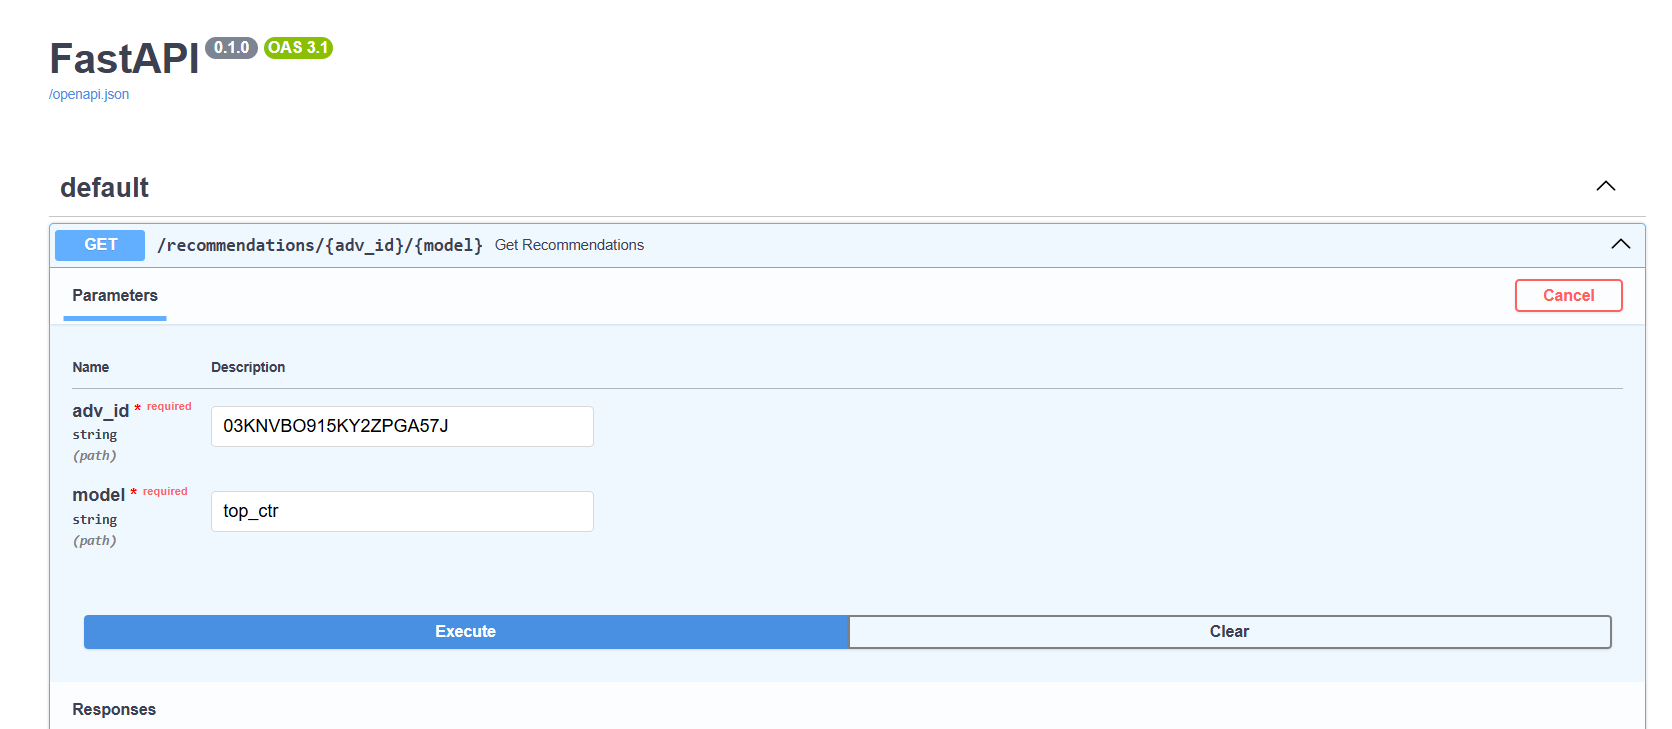 FastAPI 0.1.0 OAS 3.1
/openapi.json
default
GET /recommendations/{adv_id}/{model} Get Recommendations
Parameters
Cancel
Name Description
adv_id * required
string
(path)
03KNVBO915KY2ZPGA57J
model * required
string
(path)
top_ctr
Execute Clear
Responses